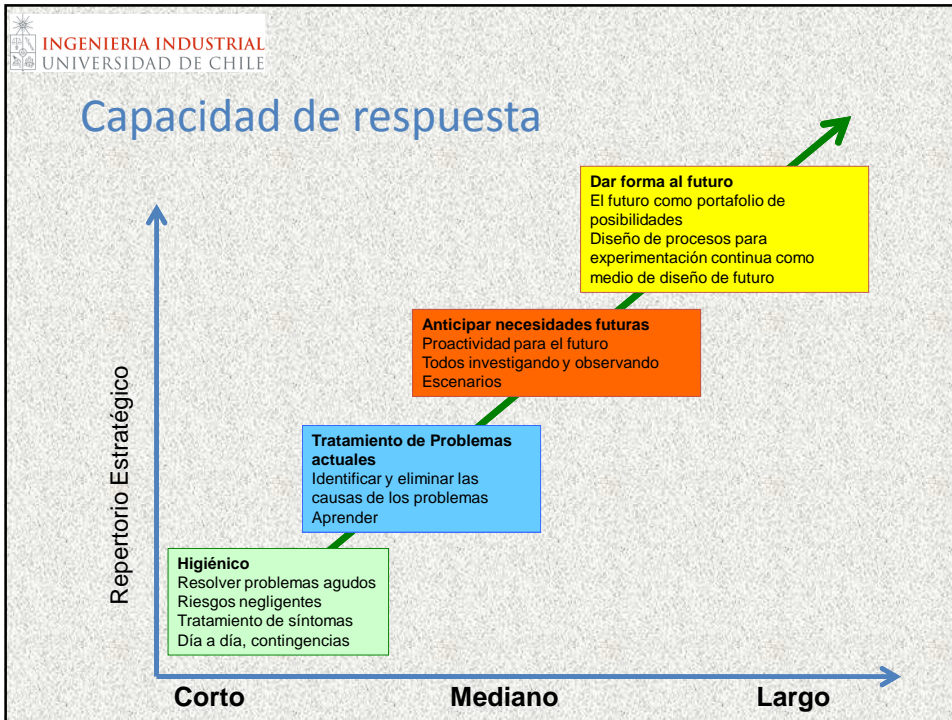 INGENIERIA INDUSTRIAL
UNIVERSIDAD DE CHILE
Capacidad de respuesta
Dar forma al futuro
El futuro como portafolio de
posibilidades
Diseño de procesos para
experimentación continua como
medio de diseño de futuro
Anticipar necesidades futuras
Proactividad para el futuro
Todos investigando y observando
Escenarios
Tratamiento de Problemas
actuales
Identificar y eliminar las
causas de los problemas
Aprender
Higiénico
Resolver problemas agudos
Riesgos negligentes
Tratamiento de síntomas
Día a día, contingencias
Repertorio Estratégico
Corto Mediano Largo